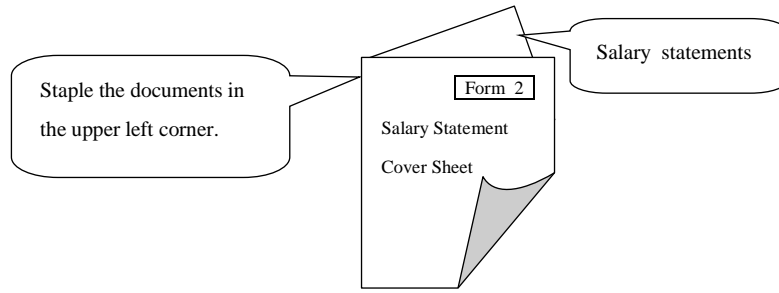 Salary statements
Staple the documents in
the upper left corner.
Form 2
Salary Statement
Cover Sheet